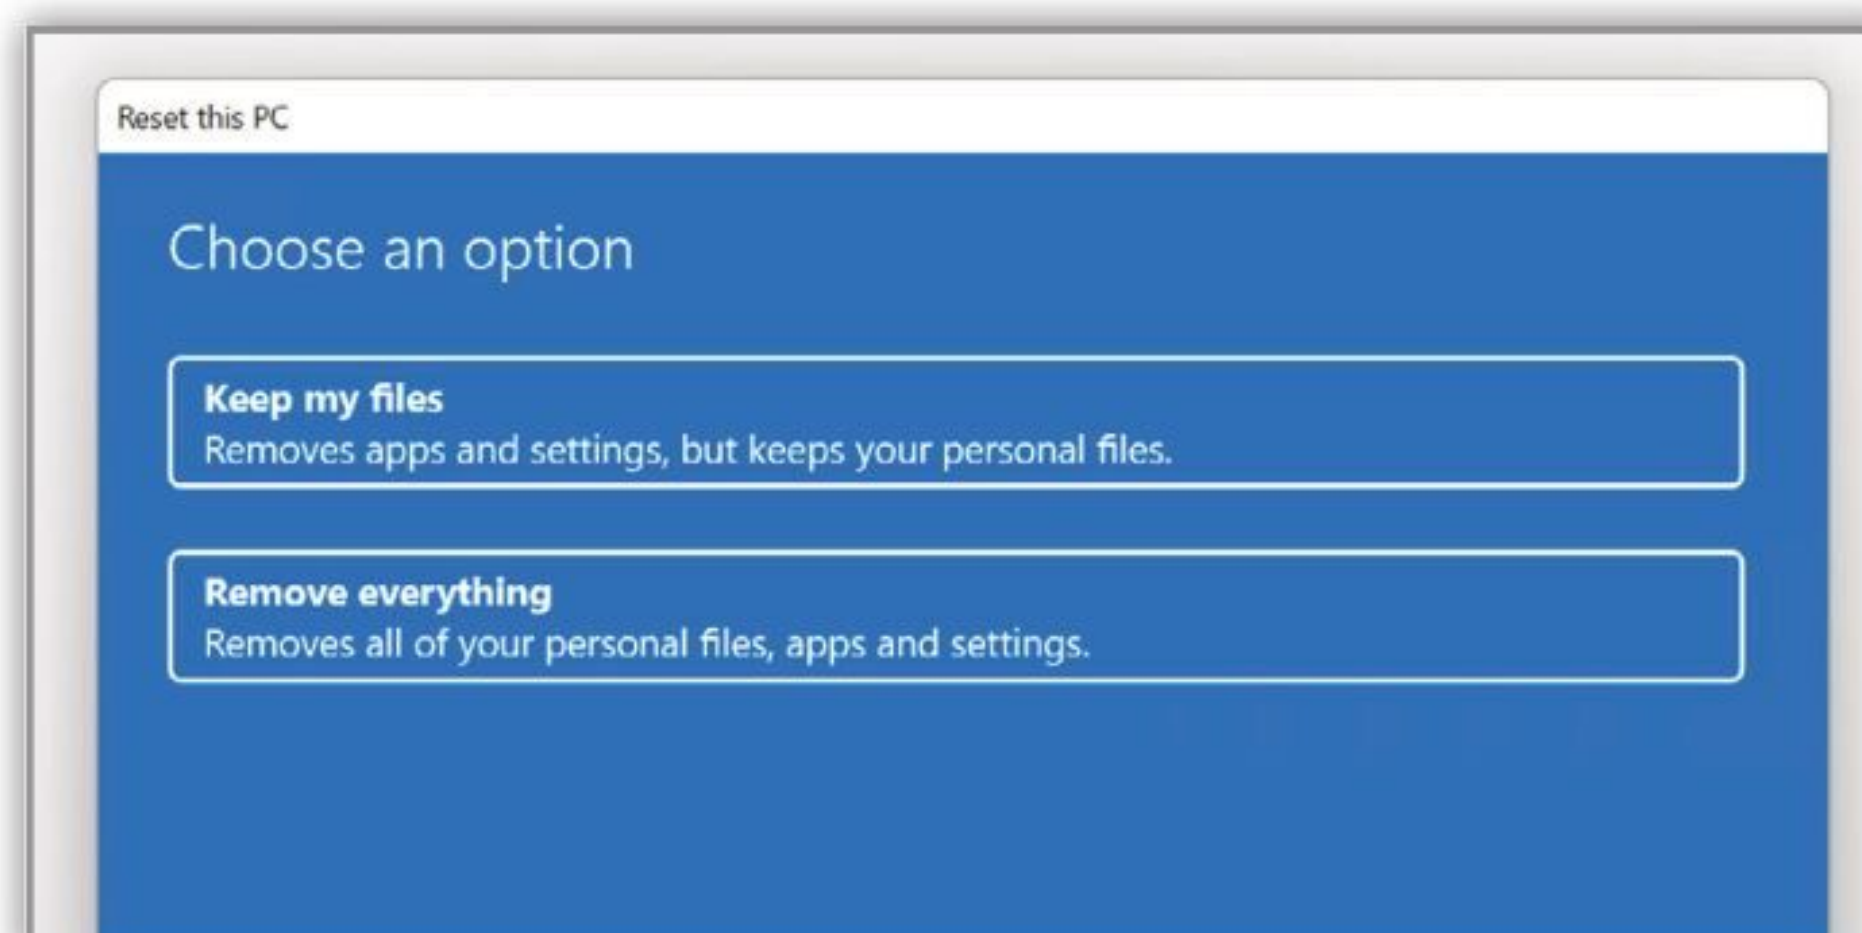 Reset this PC
Choose an option
Keep my files
Removes apps and settings, but keeps your personal files.
Remove everything
Removes all of your personal files, apps and settings.